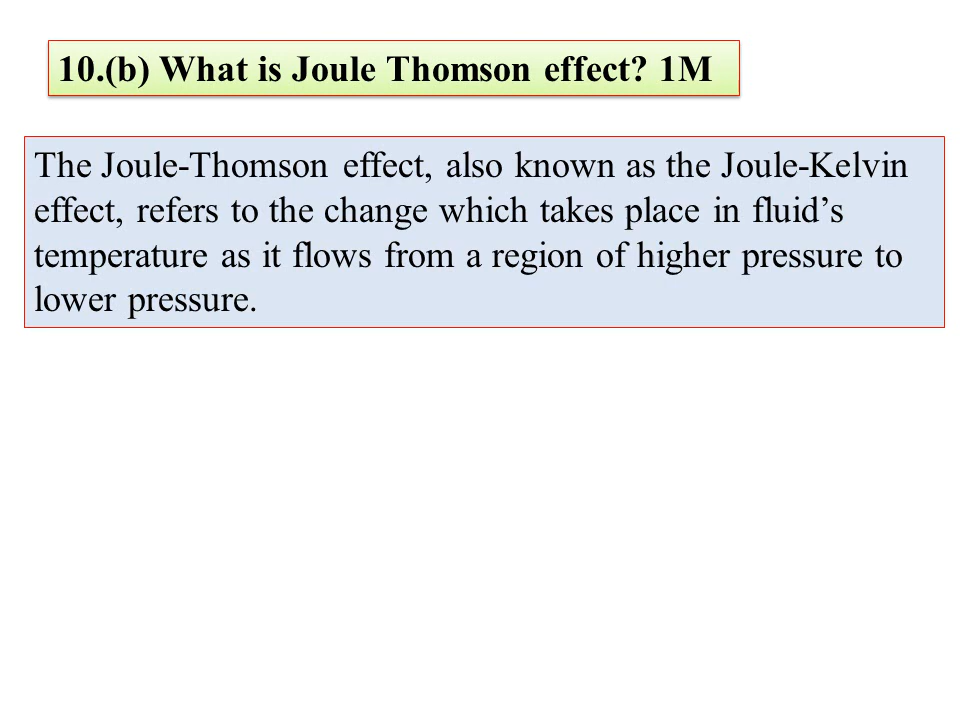 10.(b) What is Joule Thomson effect? 1M
The Joule-Thomson effect, also known as the Joule-Kelvin
effect, refers to the change which takes place in fluid’s
temperature as it flows from a region of higher pressure to
lower pressure.